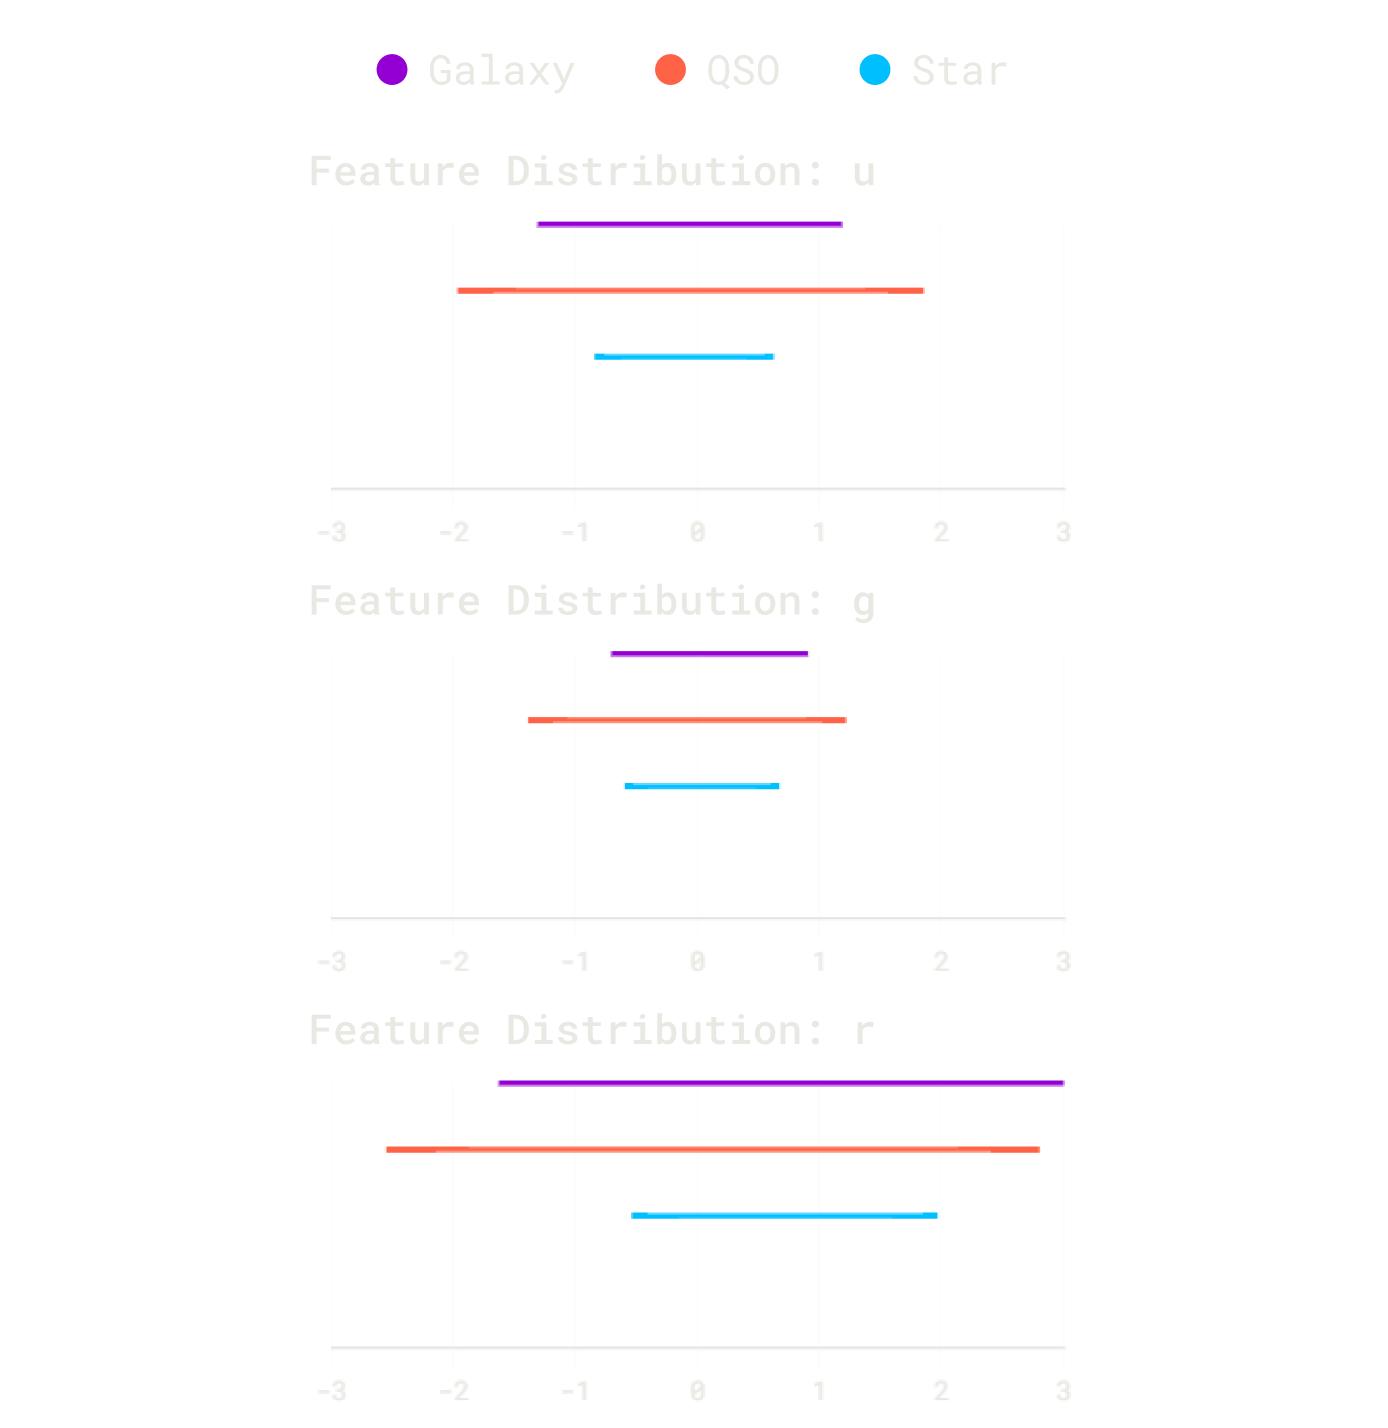 Galaxy QSO Star
Feature Distribution: u
-3 -2 -1 0 1 2 3
Feature Distribution: g
-3 -2 -1 0 1 2 3
Feature Distribution: r
-3 -2 -1 0 1 2 3